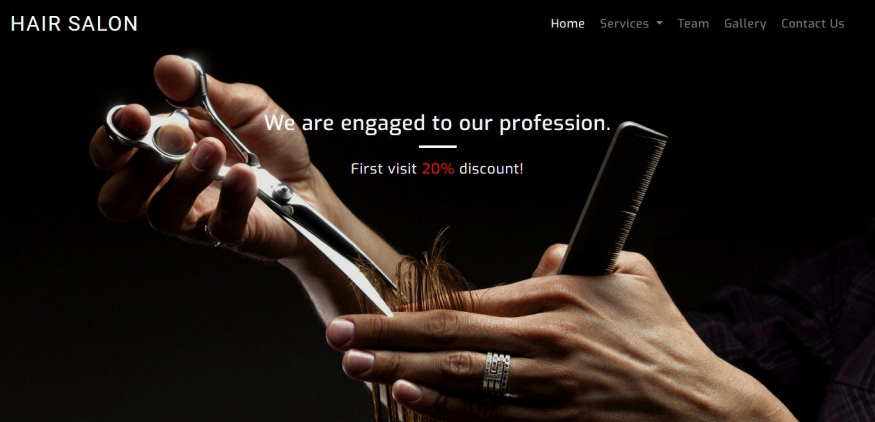 HAIR SALON
Home Services Team Gallery Contact Us
We are engaged to our profession.
First visit 20% discount!